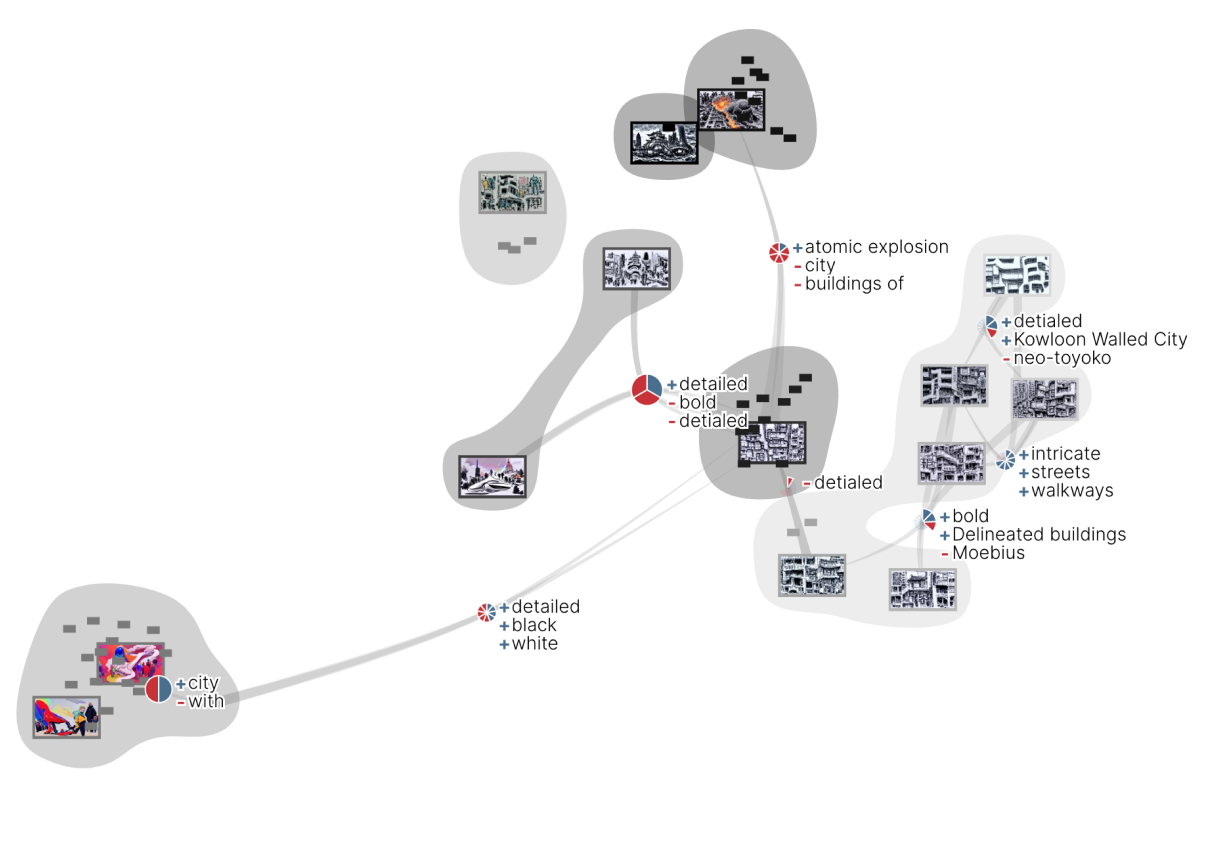 +atomic explosion
-city
-buildings of
+detialed
+Kowloon Walled City
-neo-toyoko
+detailed
-bold
-detialed
+intricate
+streets
+walkways
-detialed
+bold
+Delineated buildings
-Moebius
+detailed
+black
+white
+city
-with